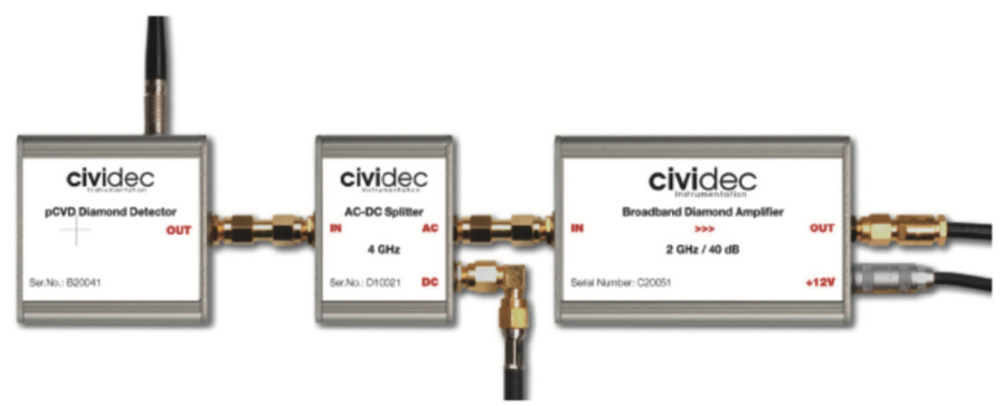 cividec
Instrumentation
pCVD Diamond Detector
OUT
Ser.No.: B20041
cividec
Instrumentation
AC-DC Splitter
IN AC
4 GHz
Ser.No.: D10021 DC
cividec
Instrumentation
Broadband Diamond Amplifier
IN >>> OUT
2 GHz / 40 dB
Serial Number: C20051 +12V